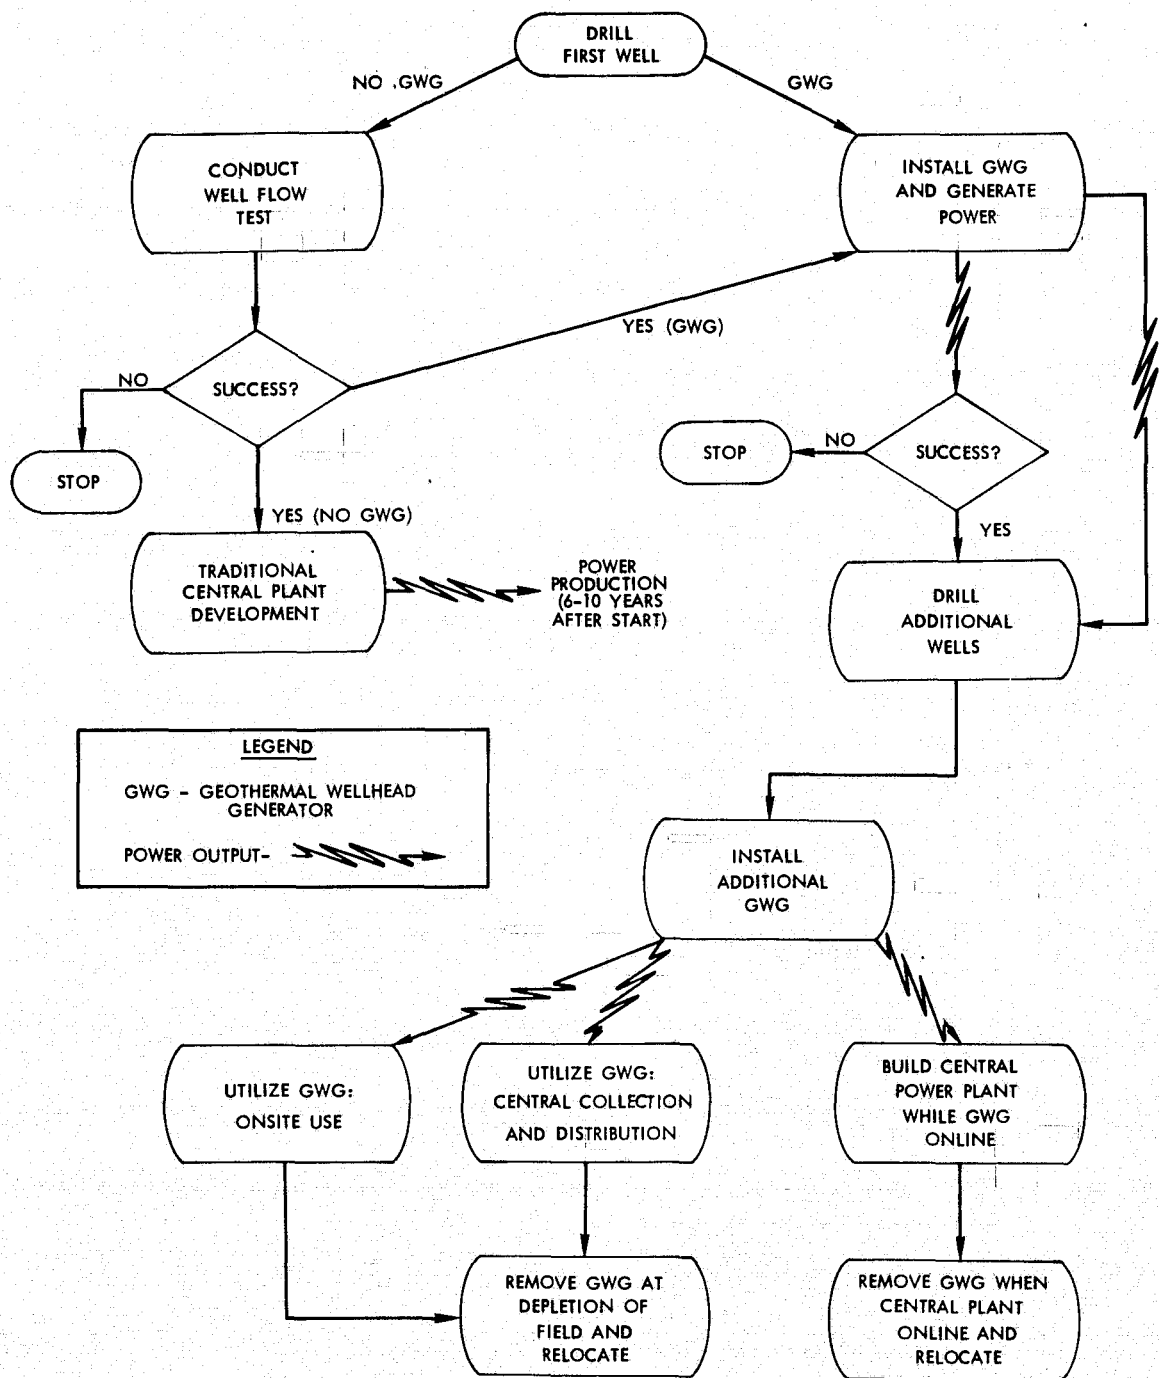 DRILL
FIRST WELL
NO GWG
GWG
CONDUCT
WELL FLOW
TEST
INSTALL GWG
AND GENERATE
POWER
YES (GWG)
NO
SUCCESS?
STOP
YES (NO GWG)
STOP
NO
SUCCESS?
YES
TRADITIONAL
CENTRAL PLANT
DEVELOPMENT
POWER
PRODUCTION
(6-10 YEARS
AFTER START)
DRILL
ADDITIONAL
WELLS
LEGEND
GWG - GEOTHERMAL WELLHEAD
GENERATOR
POWER OUTPUT-
INSTALL
ADDITIONAL
GWG
UTILIZE GWG:
ONSITE USE
UTILIZE GWG:
CENTRAL COLLECTION
AND DISTRIBUTION
BUILD CENTRAL
POWER PLANT
WHILE GWG
ONLINE
REMOVE GWG AT
DEPLETION OF
FIELD AND
RELOCATE
REMOVE GWG WHEN
CENTRAL PLANT
ONLINE AND
RELOCATE